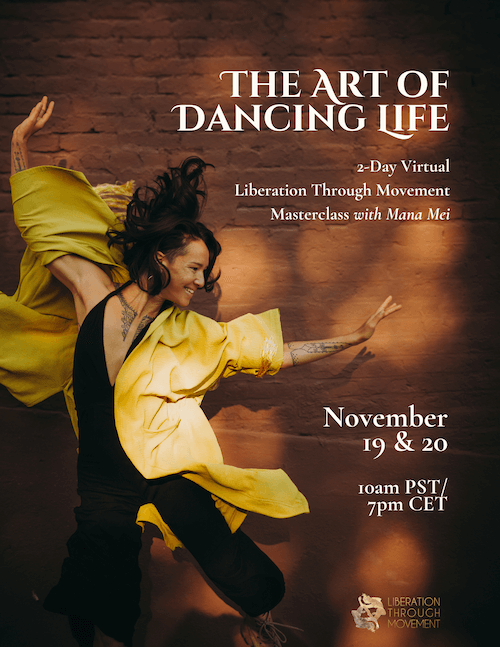 The Art of
Dancing Life
2-Day Virtual
Liberation Through Movement
Masterclass with Mana Mei
November
19 & 20
10am PST/
7pm CET
LIBERATION
THROUGH
MOVEMENT